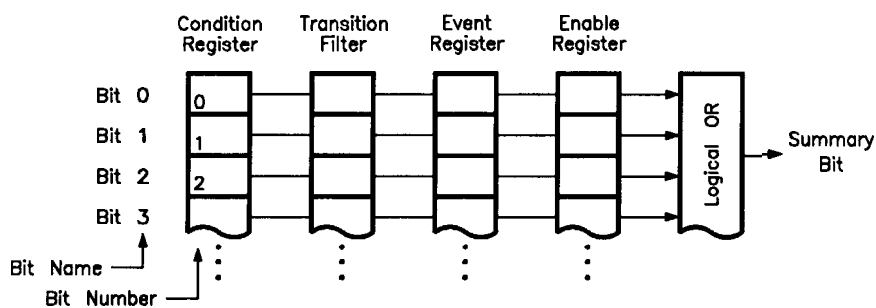 Condition Register
Transition Filter
Event Register
Enable Register
Bit 0
0
Bit 1
1
Bit 2
2
Bit 3
Logical OR
Summary Bit
Bit Name
Bit Number